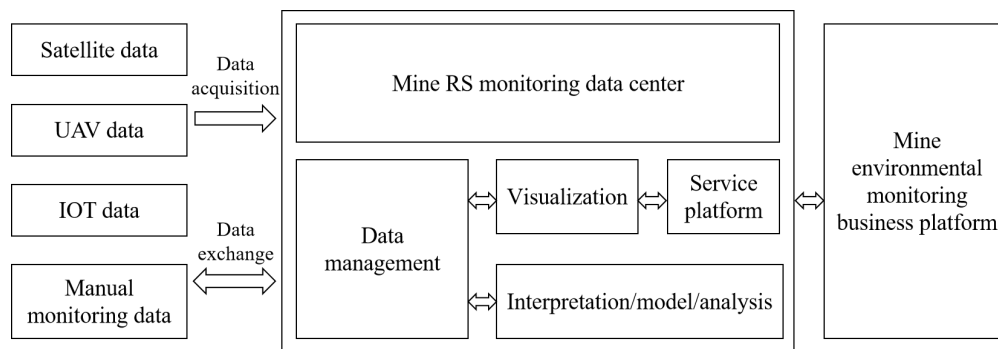 Satellite data
UAV data
IOT data
Manual
monitoring data
Data
acquisition
Data
exchange
Mine RS monitoring data center
Data
management
Visualization
Service
platform
Interpretation/model/analysis
Mine
environmental
monitoring
business platform